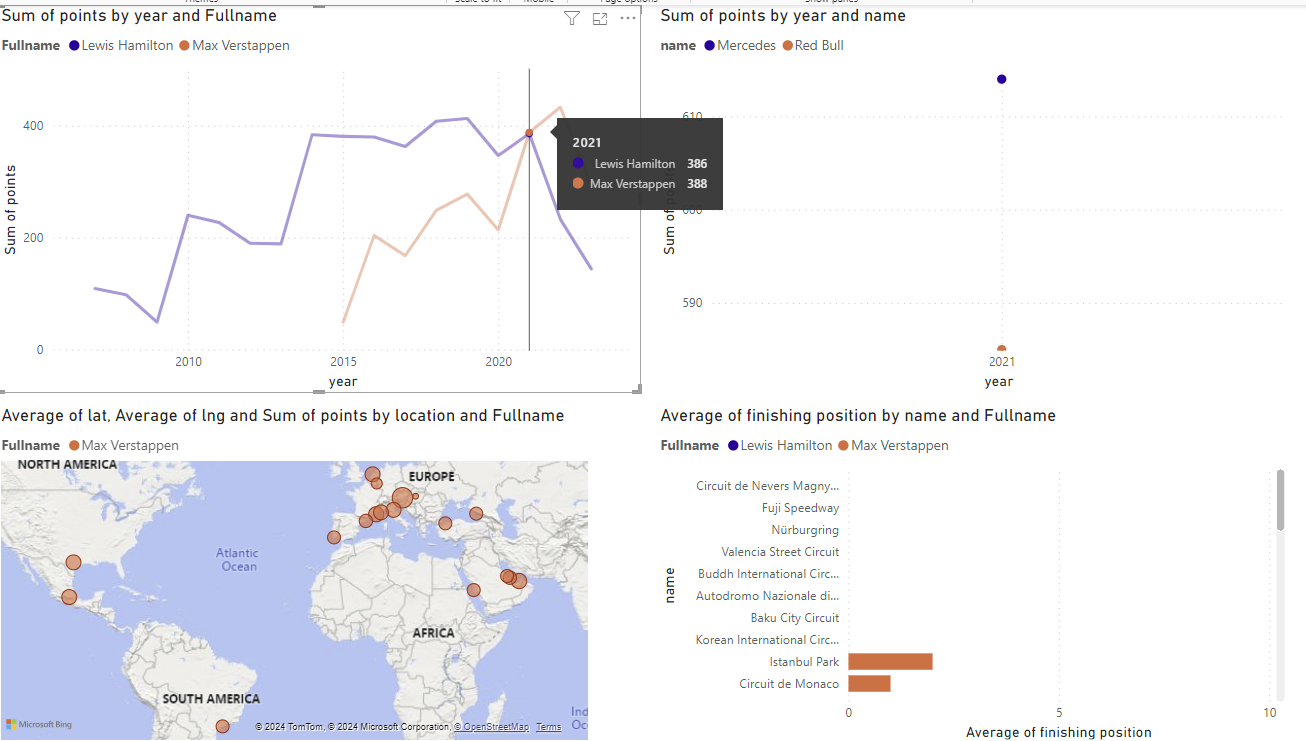 Sum of points by year and Fullname
Fullname Lewis Hamilton Max Verstappen
400
200
0
Sum of points
2010 2015 2020
year
2021
Lewis Hamilton 386
Max Verstappen 388
Sum of points by year and name
name Mercedes Red Bull
610
600
590
2021
year
Average of lat, Average of lng and Sum of points by location and Fullname
Fullname Max Verstappen
NORTH AMERICA
EUROPE
Atlantic
Ocean
AFRICA
SOUTH AMERICA
Microsoft Bing
© 2024 TomTom, © 2024 Microsoft Corporation, © OpenStreetMap Terms
Average of finishing position by name and Fullname
Fullname Lewis Hamilton Max Verstappen
name
Circuit de Nevers Magny...
Fuji Speedway
Nürburgring
Valencia Street Circuit
Buddh International Circ...
Autodromo Nazionale di...
Baku City Circuit
Korean International Circ...
Istanbul Park
Circuit de Monaco
0 5 10
Average of finishing position